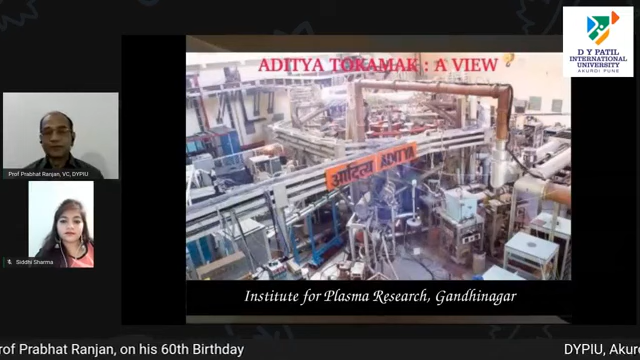 ADITYA TOKAMAK : A VIEW ?
D Y PATIL
INTERNATIONAL
UNIVERSITY
AKURDI PUNE
आदित्य ADITYA
Prof Prabhat Ranjan, VC, DYPIU
Siddhi Sharma
Institute for Plasma Research, Gandhinagar
rof Prabhat Ranjan, on his 60th Birthday
DYPIU, Akur